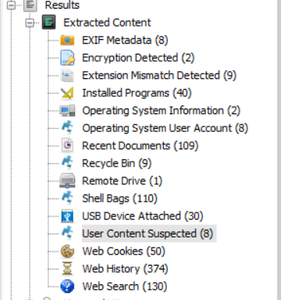 Results
Extracted Content
EXIF Metadata (8)
Encryption Detected (2)
Extension Mismatch Detected (9)
Installed Programs (40)
Operating System Information (2)
Operating System User Account (8)
Recent Documents (109)
Recycle Bin (9)
Remote Drive (1)
Shell Bags (110)
USB Device Attached (30)
User Content Suspected (8)
Web Cookies (50)
Web History (374)
Web Search (130)